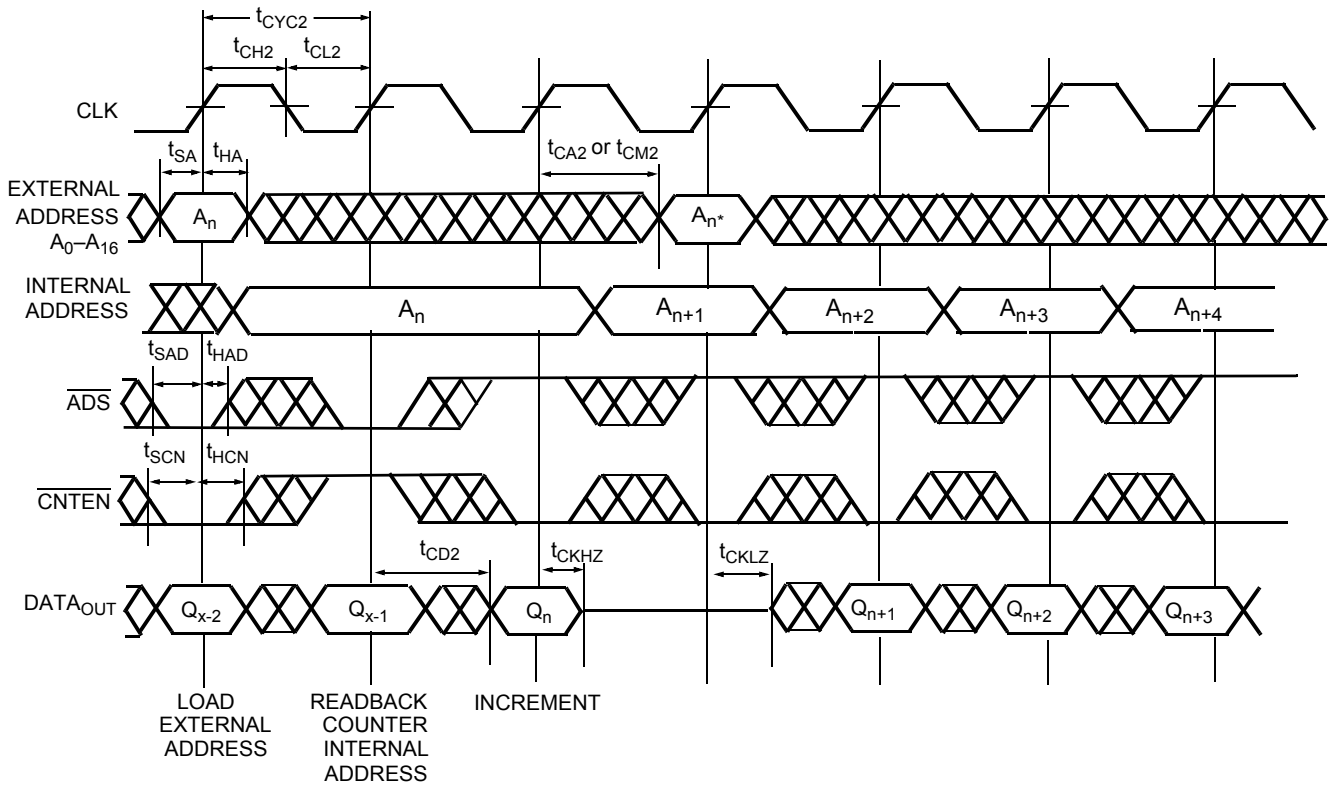 tCYC2
tCH2 tCL2
CLK
tSA tHA tCA2 or tCM2
EXTERNAL
ADDRESS
A0–A16
An An*
INTERNAL
ADDRESS
An An+1 An+2 An+3 An+4
tSAD tHAD
ADS
tSCN tHCN
CNTEN
tCD2 tCKHZ tCKLZ
DATAOUT
Qx-2 Qx-1 Qn Qn+1 Qn+2 Qn+3
LOAD
EXTERNAL
ADDRESS
READBACK
COUNTER
INTERNAL
ADDRESS
INCREMENT